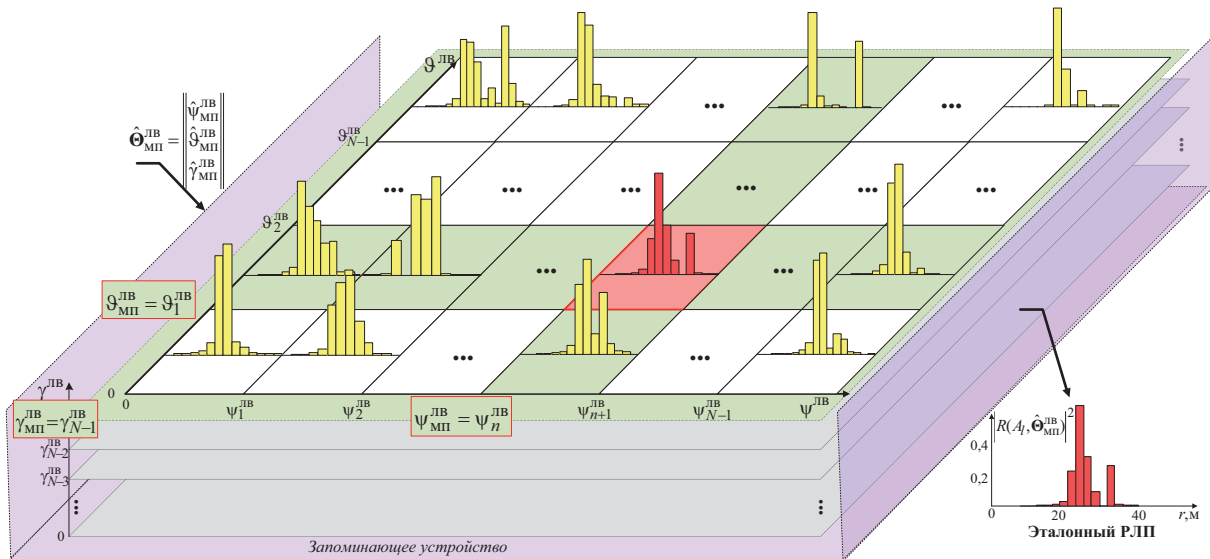 ϑ^ЛВ
ϑ^ЛВ_N−1
Θ̂^ЛВ_МП = ‖ψ̂^ЛВ_МП
ϑ̂^ЛВ_МП
γ̂^ЛВ_МП‖
...
... ... ... ... ...
ϑ^ЛВ_2
... ...
ϑ^ЛВ_МП = ϑ^ЛВ_1
... ...
γ^ЛВ
0
0 ψ^ЛВ_1 ψ^ЛВ_2 ψ^ЛВ_МП = ψ^ЛВ_n ψ^ЛВ_n+1 ψ^ЛВ_N−1 ψ^ЛВ
γ^ЛВ_МП = γ^ЛВ_N−1
γ^ЛВ_N−2
γ^ЛВ_N−3
0
Запоминающее устройство
|R(A_l, Θ̂^ЛВ_МП)|^2
0,4
0,2
0 20 40 r, м
Эталонный РЛП